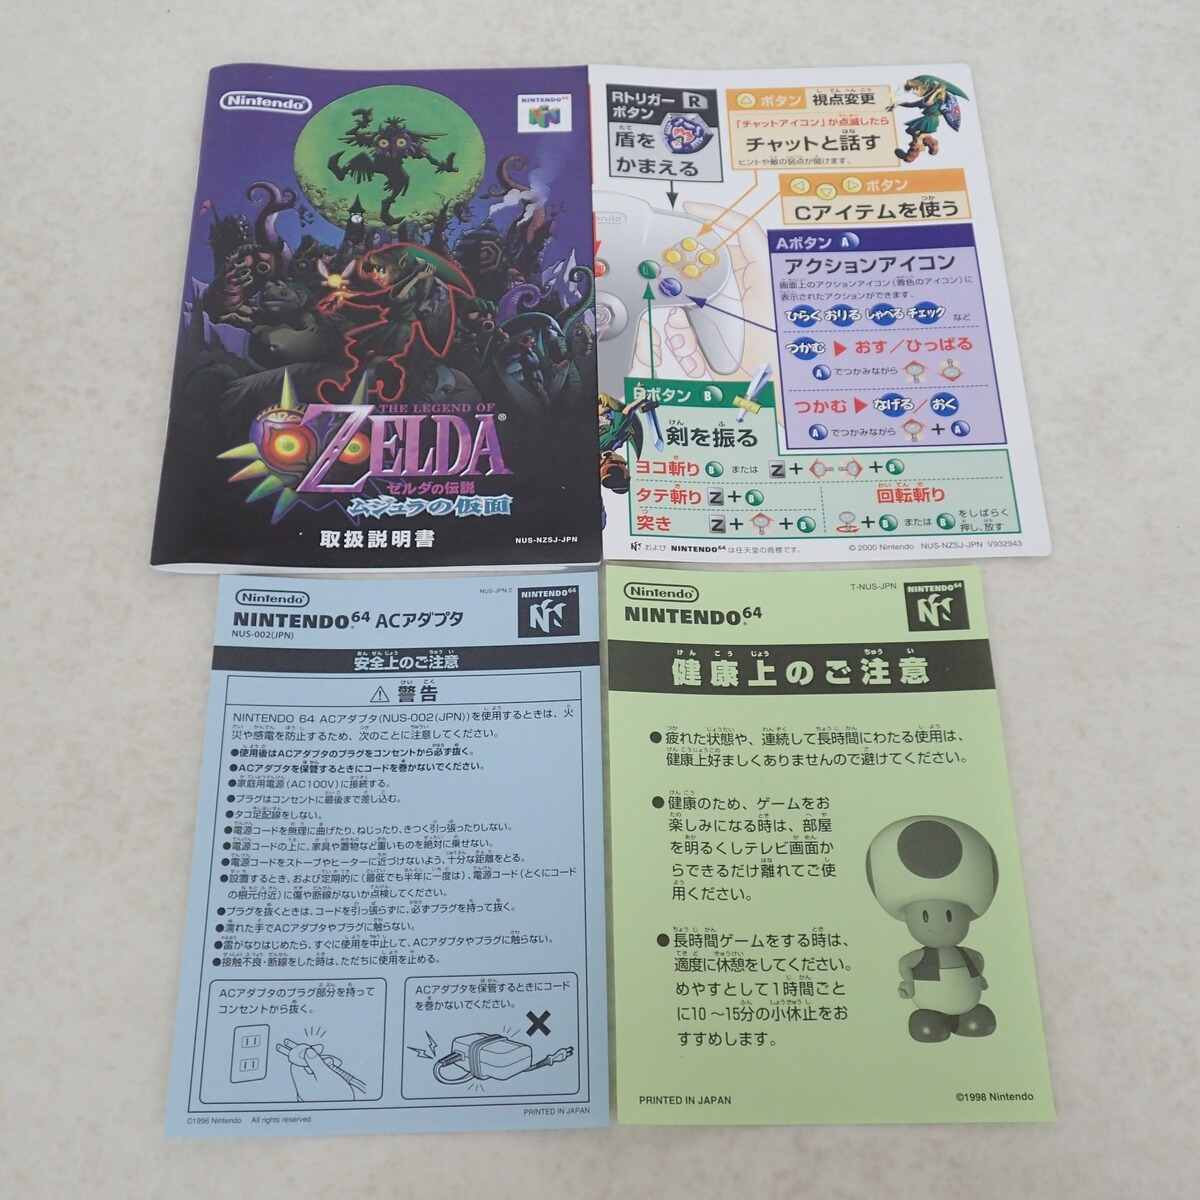 Nintendo
NINTENDO64
THE LEGEND OF
ZELDA®
ゼルダの伝説
ムジュラの仮面
取扱説明書
NUS-NZSJ-JPN
Rトリガー
ボタン R
盾を
かまえる
ボタン 視点変更
「チャットアイコン」が点滅したら
チャットと話す
ヒントや敵の弱点が聞けます。
ボタン
Cアイテムを使う
Aボタン A
アクションアイコン
画面上のアクションアイコン(青色のアイコン)に
表示されたアクションができます。
ひらく おりる しゃべる チェック など
つかむ ▶ おす/ひっぱる
A でつかみながら
つかむ ▶ なげる/おく
A でつかみながら + A
Bボタン B
剣を振る
ヨコ斬り B または Z + + B
タテ斬り Z + B
突き Z + + B
回転斬り
+ B または B をしばらく
押し、放す
および NINTENDO64 は任天堂の商標です。
© 2000 Nintendo NUS-NZSJ-JPN V932943
Nintendo
NUS-JPN-2
NINTENDO64
NINTENDO64 ACアダプタ
NUS-002(JPN)
安全上のご注意
⚠ 警告
NINTENDO 64 ACアダプタ(NUS-002(JPN))を使用するときは、火
災や感電を防止するため、次のことに注意してください。
●使用後はACアダプタのプラグをコンセントから必ず抜く。
●ACアダプタを保管するときにコードを巻かないでください。
●家庭用電源(AC100V)に接続する。
●プラグはコンセントに最後まで差し込む。
●タコ足配線をしない。
●電源コードを無理に曲げたり、ねじったり、きつく引っ張ったりしない。
●電源コードの上に、家具や置物など重いものを絶対に乗せない。
●電源コードをストーブやヒーターに近づけないよう、十分な距離をとる。
●設置するとき、および定期的に(最低でも半年に一度は)、電源コード(とくにコード
の根元付近)に傷や断線がないか点検してください。
●プラグを抜くときは、コードを引っ張らずに、必ずプラグを持って抜く。
●濡れた手でACアダプタやプラグに触らない。
●雷がなりはじめたら、すぐに使用を中止して、ACアダプタやプラグに触らない。
●接触不良・断線をした時は、ただちに使用を止める。
ACアダプタのプラグ部分を持って
コンセントから抜く。
ACアダプタを保管するときにコード
を巻かないでください。
©1996 Nintendo All rights reserved.
PRINTED IN JAPAN
Nintendo
T-NUS-JPN
NINTENDO64
NINTENDO64
健康上のご注意
●疲れた状態や、連続して長時間にわたる使用は、
健康上好ましくありませんので避けてください。
●健康のため、ゲームをお
楽しみになる時は、部屋
を明るくしテレビ画面か
らできるだけ離れてご使
用ください。
●長時間ゲームをする時は、
適度に休憩をしてください。
めやすとして1時間ごと
に10〜15分の小休止をお
すすめします。
PRINTED IN JAPAN
©1998 Nintendo